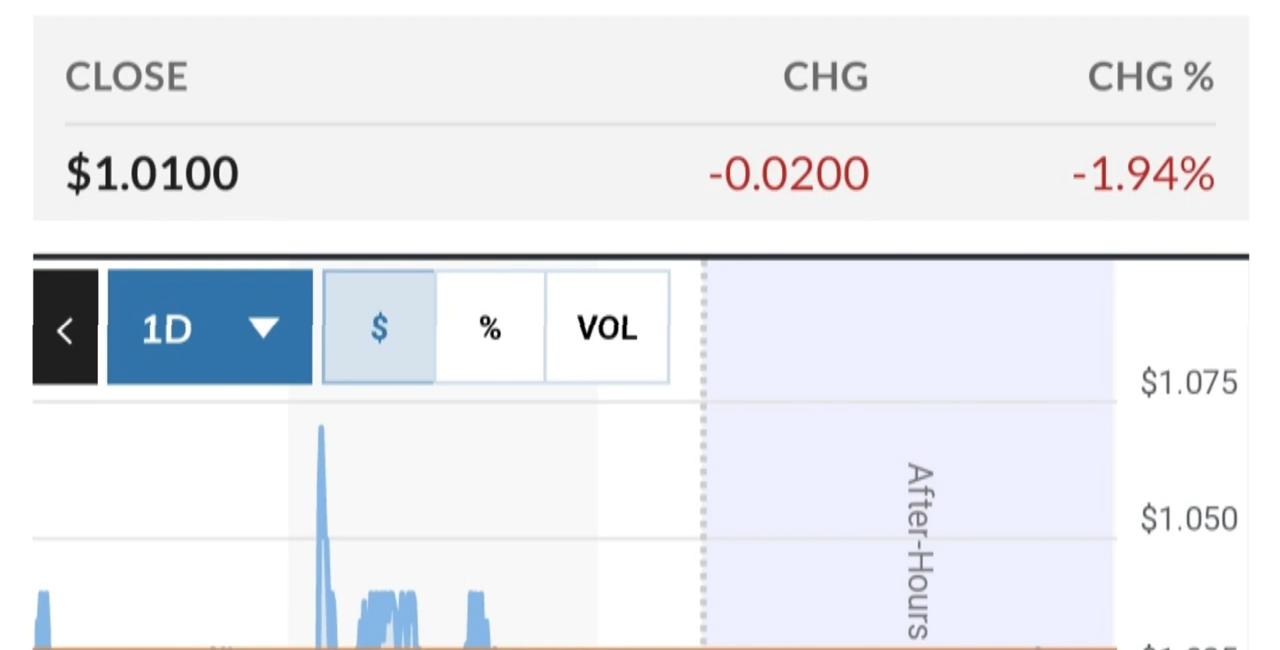 CLOSE CHG CHG %
$1.0100 -0.0200 -1.94%
< 1D ▼ $ % VOL
$1.075
$1.050
After-Hours